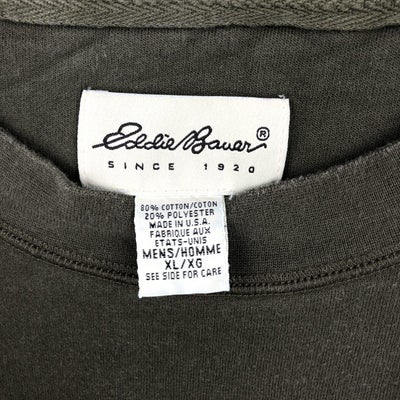 Eddie Bauer®
SINCE 1920
80% COTTON/COTON
20% POLYESTER
MADE IN U.S.A.
FABRIQUE AUX
ETATS-UNIS
MENS/HOMME
XL/XG
SEE SIDE FOR CARE